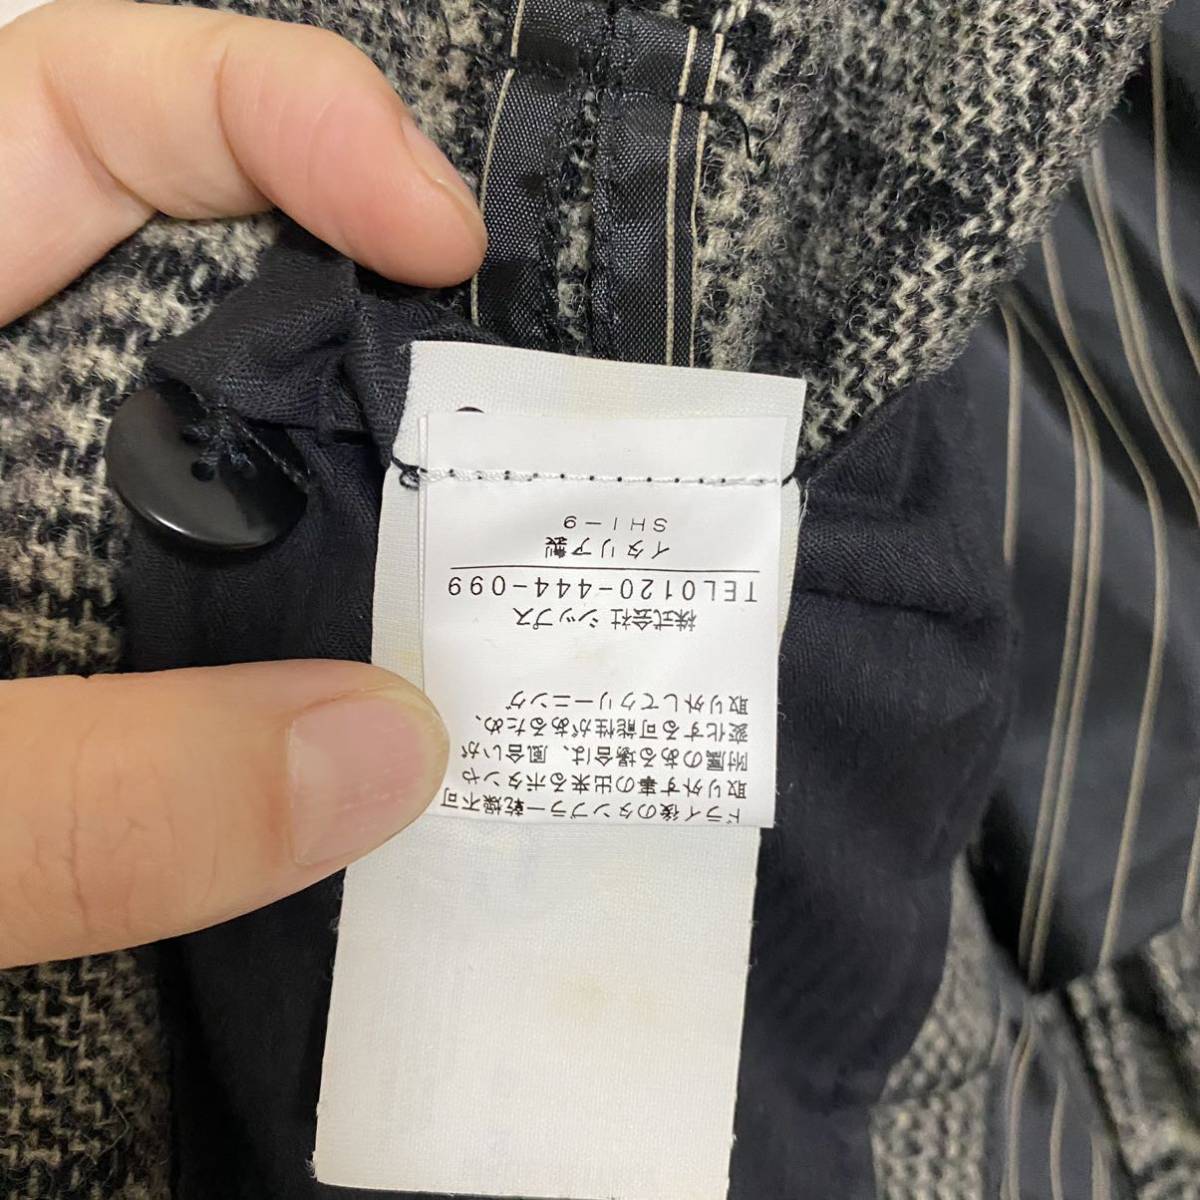 ドライ後のタンブラー乾燥不可
取り外す事の出来るボタンや
附属のある場合は、風合いが
変化する可能性があるため、
取り外してクリーニング
株式会社 シップス
TEL0120-444-099
イタリア製
SHI-9